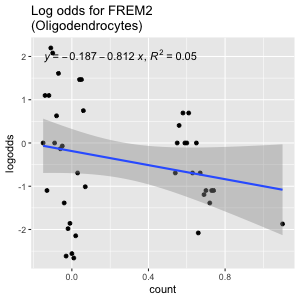 Log odds for FREM2
(Oligodendrocytes)
y = −0.187 − 0.812 x, R² = 0.05
2
1
0
-1
-2
logodds
0.0 0.4 0.8
count